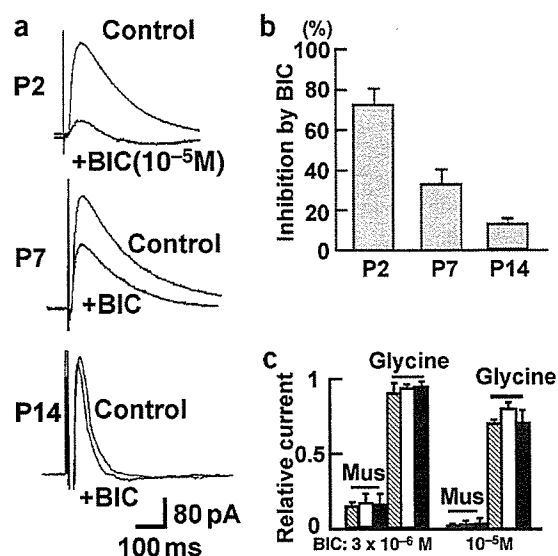 a
Control
P2
+BIC(10⁻⁵M)
P7
Control
+BIC
P14
Control
+BIC
80 pA
100 ms
b
(%)
Inhibition by BIC
100
80
60
40
20
P2
P7
P14
c
Relative current
1
0.5
0
Mus
Glycine
Mus
Glycine
BIC: 3 x 10⁻⁶ M
10⁻⁵M